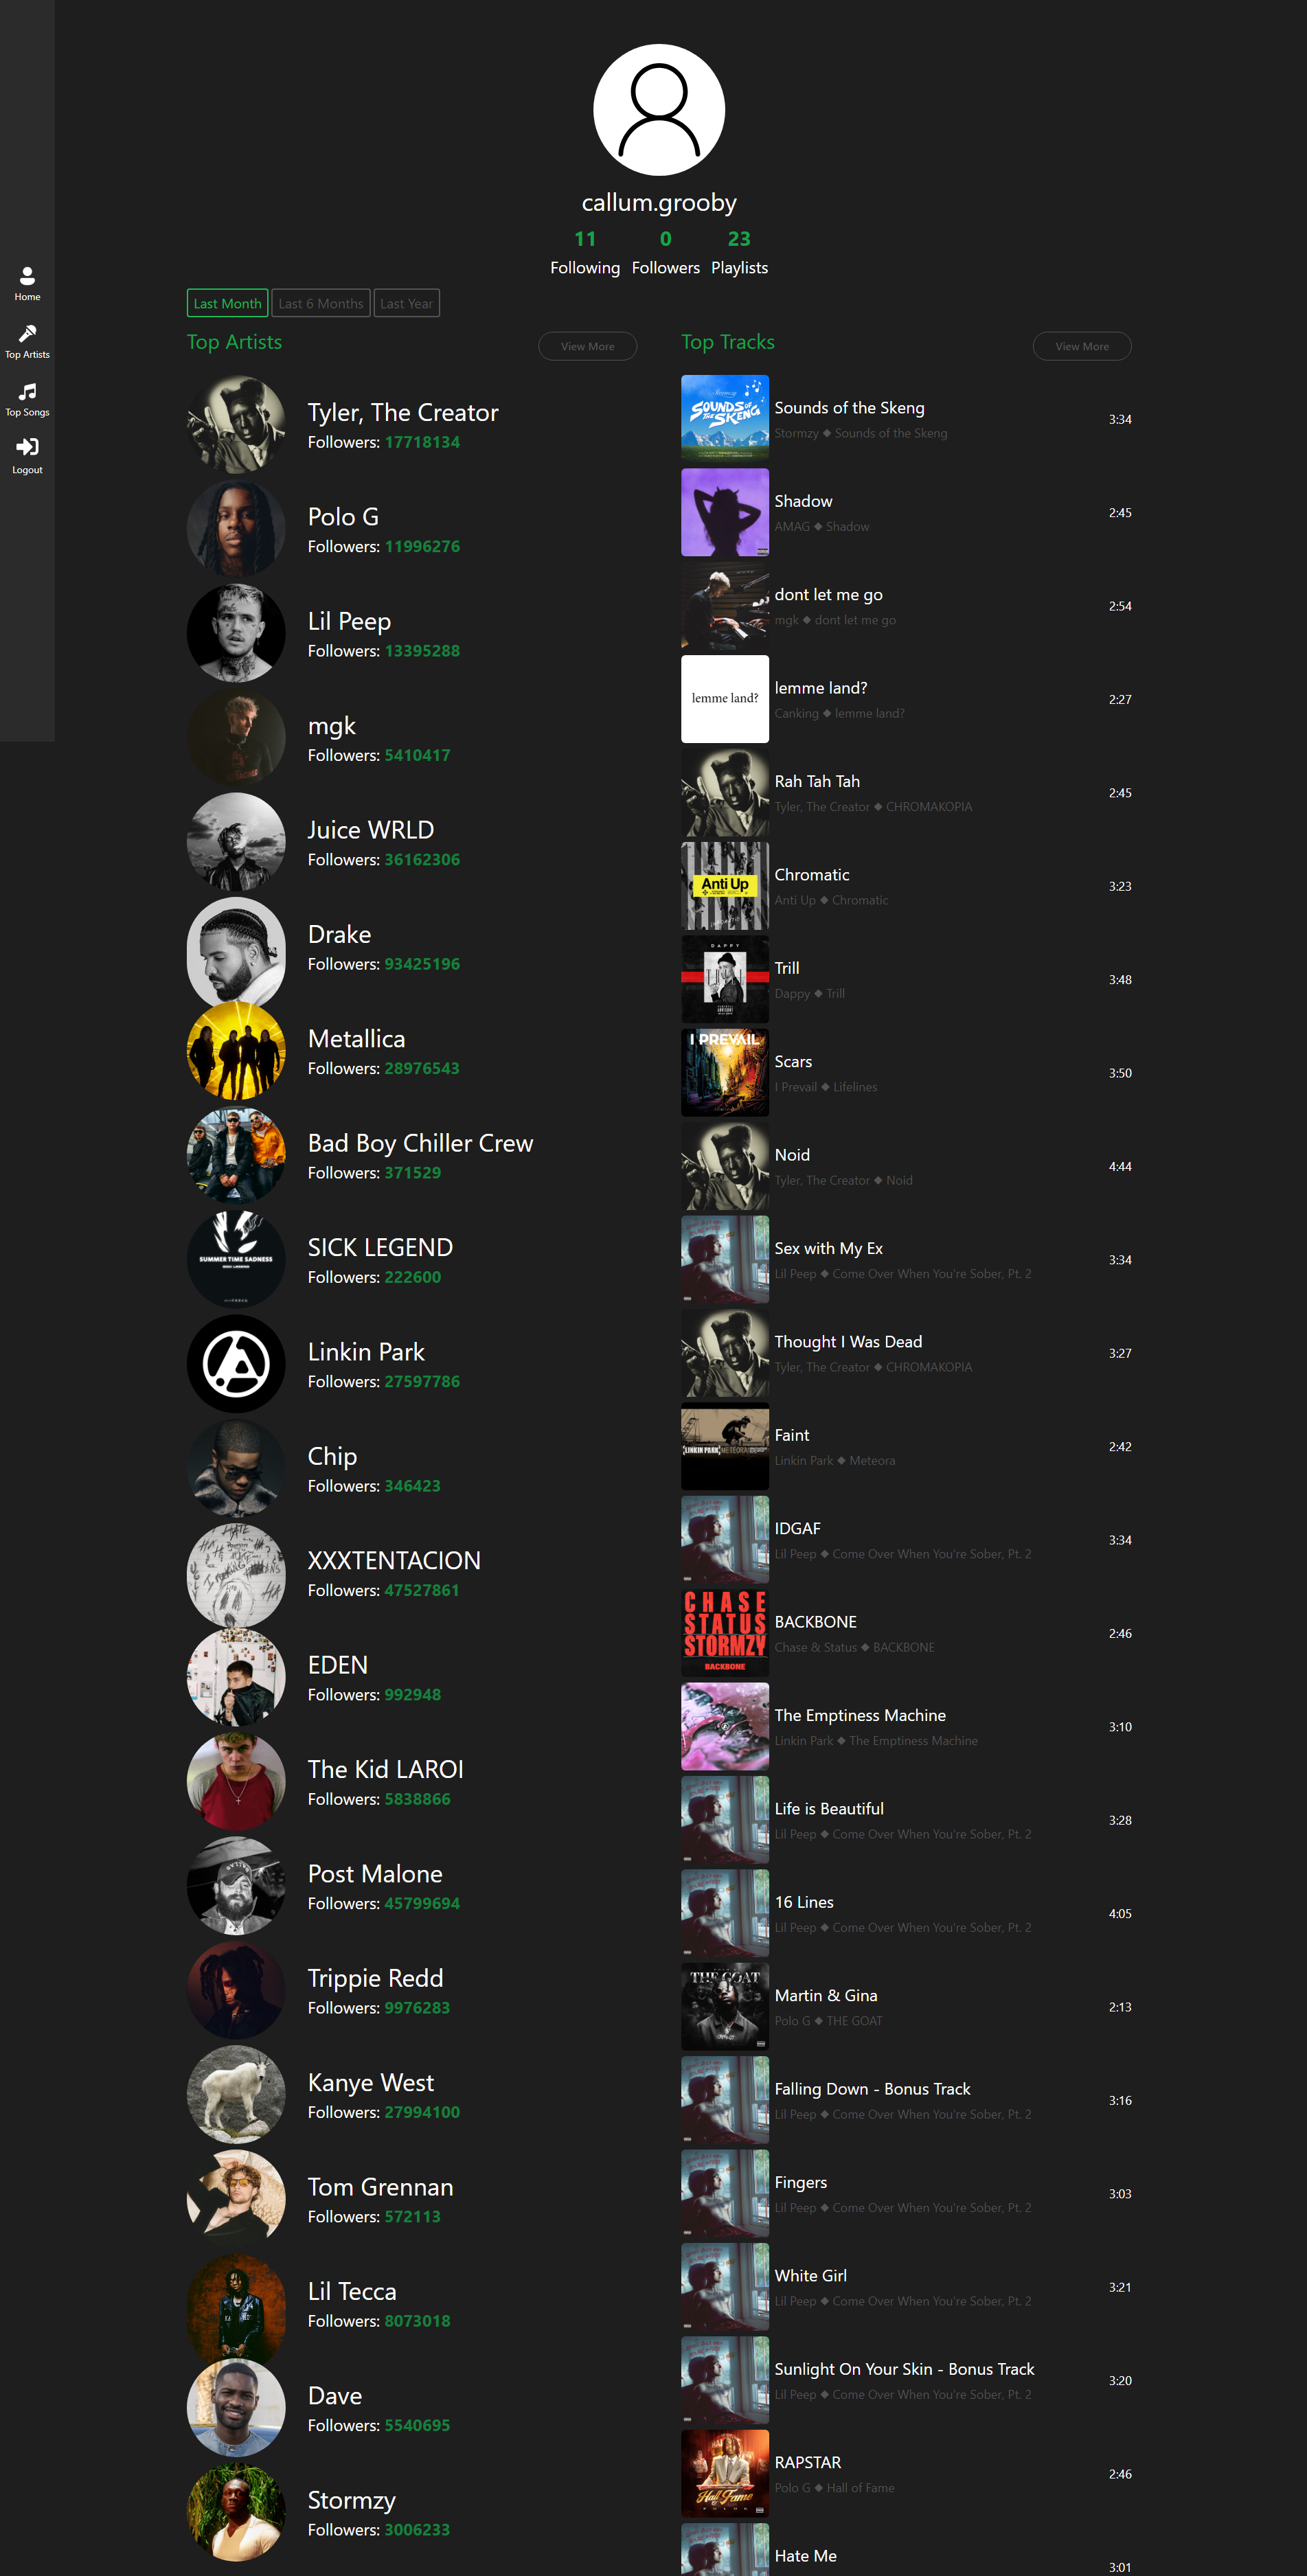 callum.grooby
11 0 23
Following Followers Playlists
Home
Top Artists
Top Songs
Logout
Last Month Last 6 Months Last Year
Top Artists
View More
Tyler, The Creator
Followers: 17718134
Polo G
Followers: 11996276
Lil Peep
Followers: 13395288
mgk
Followers: 5410417
Juice WRLD
Followers: 36162306
Drake
Followers: 93425196
Metallica
Followers: 28976543
Bad Boy Chiller Crew
Followers: 371529
SUMMER TIME SADNESS
SICK LEGEND
Followers: 222600
Linkin Park
Followers: 27597786
Chip
Followers: 346423
XXXTENTACION
Followers: 47527861
EDEN
Followers: 992948
The Kid LAROI
Followers: 5838866
Post Malone
Followers: 45799694
Trippie Redd
Followers: 9976283
Kanye West
Followers: 27994100
Tom Grennan
Followers: 572113
Lil Tecca
Followers: 8073018
Dave
Followers: 5540695
Stormzy
Followers: 3006233
Top Tracks
View More
SOUNDS OF
THE SKENG
Sounds of the Skeng
Stormzy ◆ Sounds of the Skeng
3:34
Shadow
AMAG ◆ Shadow
2:45
dont let me go
mgk ◆ dont let me go
2:54
lemme land?
lemme land?
Canking ◆ lemme land?
2:27
Rah Tah Tah
Tyler, The Creator ◆ CHROMAKOPIA
2:45
Anti Up
Chromatic
Anti Up ◆ Chromatic
3:23
DAPPY
Trill
Dappy ◆ Trill
3:48
I PREVAIL
Scars
I Prevail ◆ Lifelines
3:50
Noid
Tyler, The Creator ◆ Noid
4:44
Sex with My Ex
Lil Peep ◆ Come Over When You're Sober, Pt. 2
3:34
Thought I Was Dead
Tyler, The Creator ◆ CHROMAKOPIA
3:27
LINKIN PARK METEORA
Faint
Linkin Park ◆ Meteora
2:42
IDGAF
Lil Peep ◆ Come Over When You're Sober, Pt. 2
3:34
CHASE
STATUS
STORMZY
BACKBONE
BACKBONE
Chase & Status ◆ BACKBONE
2:46
The Emptiness Machine
Linkin Park ◆ The Emptiness Machine
3:10
Life is Beautiful
Lil Peep ◆ Come Over When You're Sober, Pt. 2
3:28
16 Lines
Lil Peep ◆ Come Over When You're Sober, Pt. 2
4:05
THE GOAT
Martin & Gina
Polo G ◆ THE GOAT
2:13
Falling Down - Bonus Track
Lil Peep ◆ Come Over When You're Sober, Pt. 2
3:16
Fingers
Lil Peep ◆ Come Over When You're Sober, Pt. 2
3:03
White Girl
Lil Peep ◆ Come Over When You're Sober, Pt. 2
3:21
Sunlight On Your Skin - Bonus Track
Lil Peep ◆ Come Over When You're Sober, Pt. 2
3:20
Hall of Fame
RAPSTAR
Polo G ◆ Hall of Fame
2:46
Hate Me
3:01